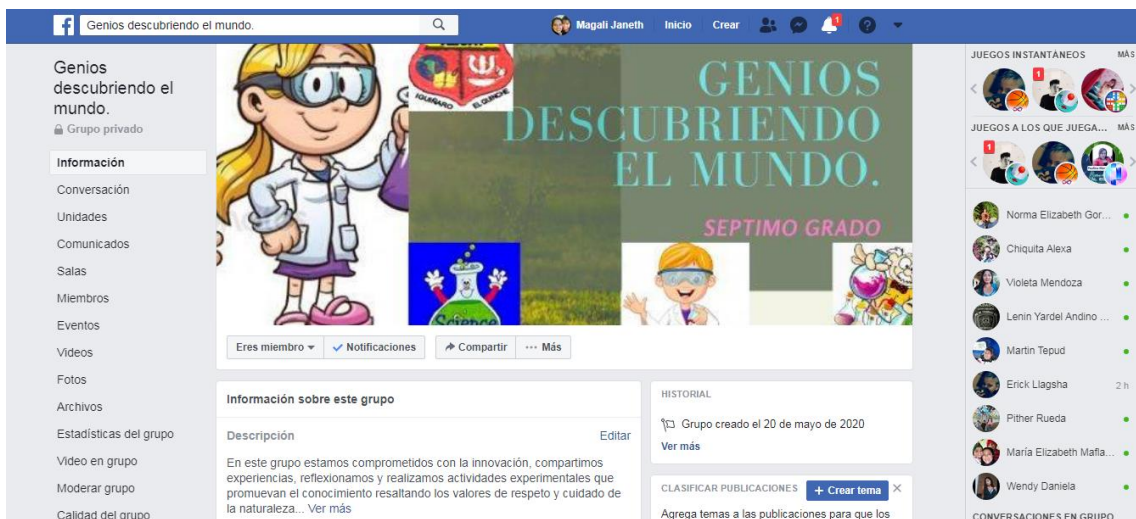 Genios descubriendo el mundo.
Magali Janeth
Inicio
Crear
1
Genios
descubriendo el
mundo.
Grupo privado
Información
Conversación
Unidades
Comunicados
Salas
Miembros
Eventos
Videos
Fotos
Archivos
Estadísticas del grupo
Video en grupo
Moderar grupo
Calidad del grupo
IGUIÑARO
EL QUINCHE
GENIOS
DESCUBRIENDO
EL MUNDO.
SEPTIMO GRADO
Science
Eres miembro
Notificaciones
Compartir
Más
Información sobre este grupo
Descripción
Editar
En este grupo estamos comprometidos con la innovación, compartimos
experiencias, reflexionamos y realizamos actividades experimentales que
promuevan el conocimiento resaltando los valores de respeto y cuidado de
la naturaleza... Ver más
HISTORIAL
Grupo creado el 20 de mayo de 2020
Ver más
CLASIFICAR PUBLICACIONES
+ Crear tema
Agrega temas a las publicaciones para que los
JUEGOS INSTANTÁNEOS
MÁS
1
JUEGOS A LOS QUE JUEGA...
MÁS
1
Norma Elizabeth Gor...
Chiquita Alexa
Violeta Mendoza
Lenin Yardel Andino ...
Martin Tepud
Erick Llagsha
2 h
Pither Rueda
María Elizabeth Mafla...
Wendy Daniela
CONVERSACIONES EN GRUPO